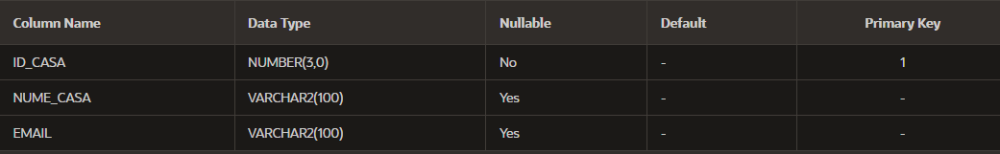 Column Name Data Type Nullable Default Primary Key
ID_CASA NUMBER(3,0) No - 1
NUME_CASA VARCHAR2(100) Yes - -
EMAIL VARCHAR2(100) Yes - -